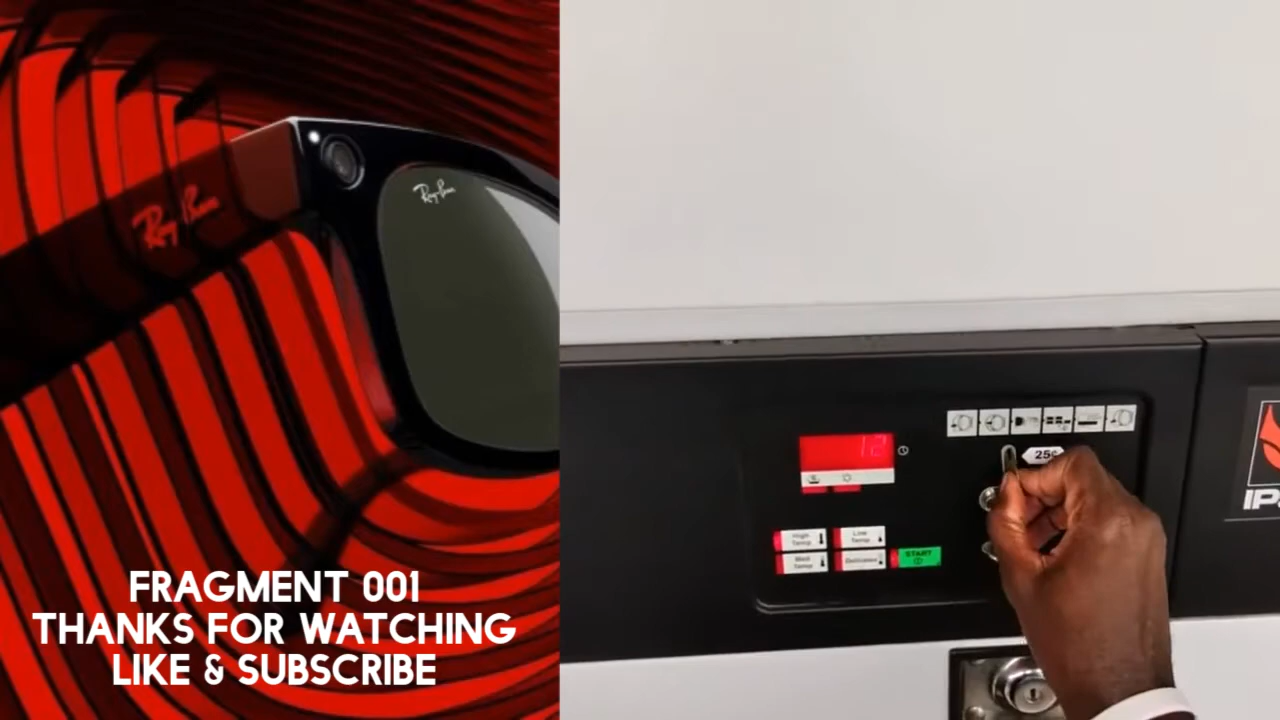 Ray-Ban
Ray-Ban
FRAGMENT 001
THANKS FOR WATCHING
LIKE & SUBSCRIBE
12
25¢
High
Temp
Low
Temp
Med
Temp
Delicates
START